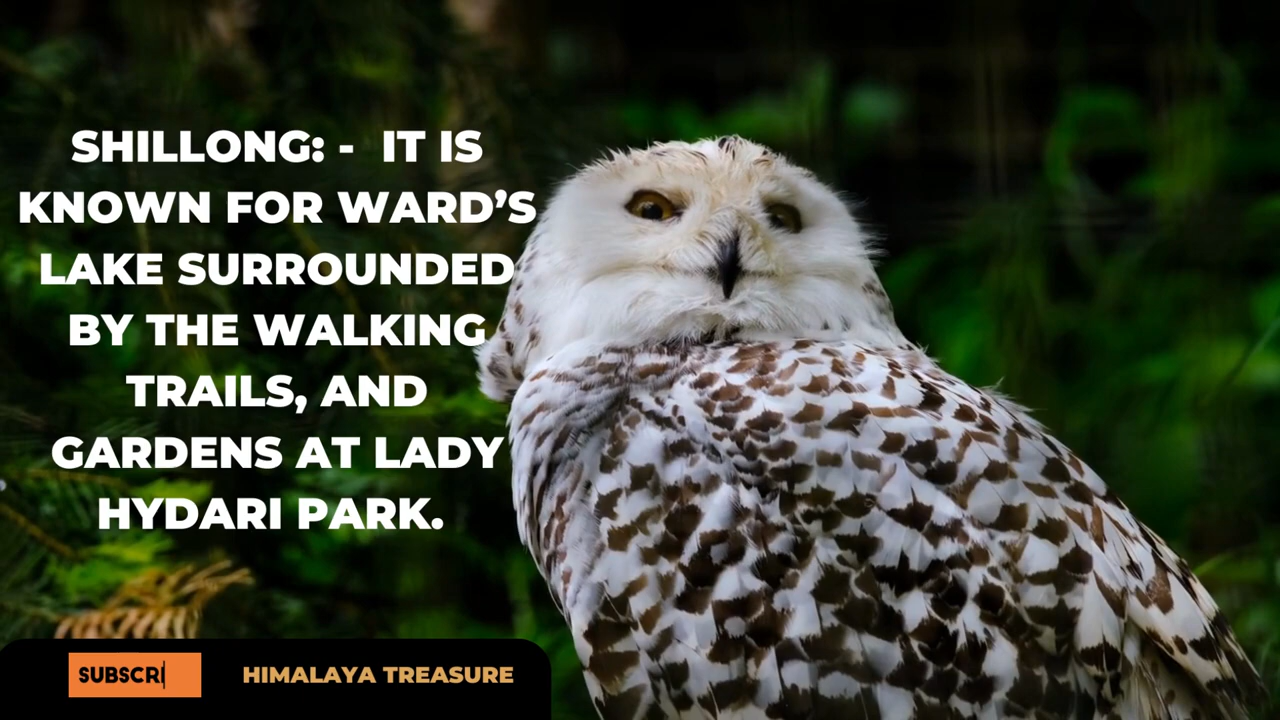 SHILLONG: -  IT IS
KNOWN FOR WARD’S
LAKE SURROUNDED
BY THE WALKING
TRAILS, AND
GARDENS AT LADY
HYDARI PARK.
SUBSCRI
HIMALAYA TREASURE